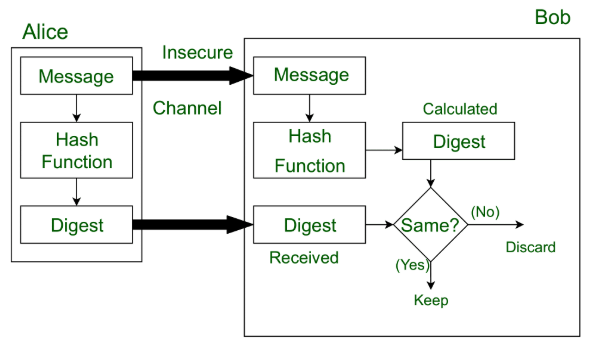 Bob
Alice
Insecure
Message
Message
Channel
Calculated
Hash
Function
Hash
Function
Digest
Digest
Digest
Same?
(No)
Received
(Yes)
Discard
Keep